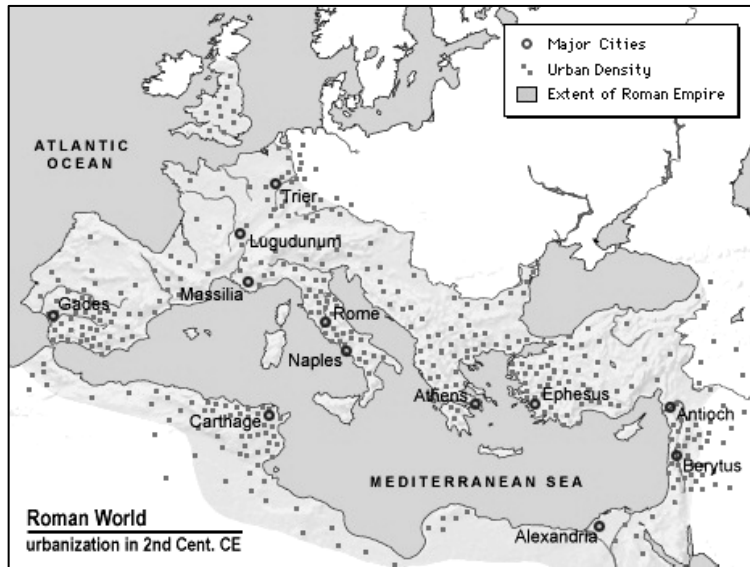 Major Cities
Urban Density
Extent of Roman Empire
ATLANTIC
OCEAN
Trier
Lugudunum
Massilia
Gades
Rome
Naples
Athens
Ephesus
Carthage
Antioch
Berytus
MEDITERRANEAN SEA
Alexandria
Roman World
urbanization in 2nd Cent. CE